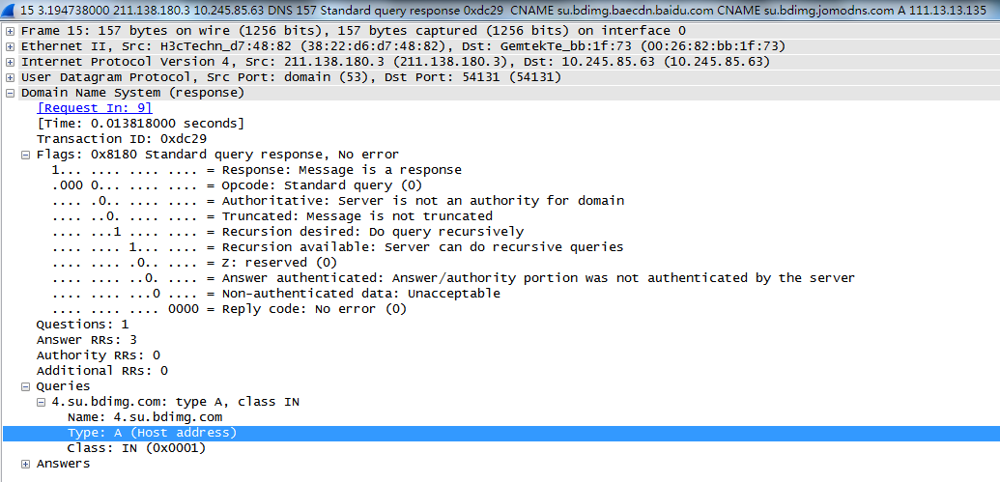 15 3.194738000 211.138.180.3 10.245.85.63 DNS 157 Standard query response 0xdc29 CNAME su.bdimg.baecdn.baidu.com CNAME su.bdimg.jomodns.com A 111.13.13.135
Frame 15: 157 bytes on wire (1256 bits), 157 bytes captured (1256 bits) on interface 0
Ethernet II, Src: H3cTechn_d7:48:82 (38:22:d6:d7:48:82), Dst: GemtekTe_bb:1f:73 (00:26:82:bb:1f:73)
Internet Protocol Version 4, Src: 211.138.180.3 (211.138.180.3), Dst: 10.245.85.63 (10.245.85.63)
User Datagram Protocol, Src Port: domain (53), Dst Port: 54131 (54131)
Domain Name System (response)
[Request In: 9]
[Time: 0.013818000 seconds]
Transaction ID: 0xdc29
Flags: 0x8180 Standard query response, No error
1... .... .... .... = Response: Message is a response
.000 0... .... .... = Opcode: Standard query (0)
.... .0.. .... .... = Authoritative: Server is not an authority for domain
.... ..0. .... .... = Truncated: Message is not truncated
.... ...1 .... .... = Recursion desired: Do query recursively
.... .... 1... .... = Recursion available: Server can do recursive queries
.... .... .0.. .... = Z: reserved (0)
.... .... ..0. .... = Answer authenticated: Answer/authority portion was not authenticated by the server
.... .... ...0 .... = Non-authenticated data: Unacceptable
.... .... .... 0000 = Reply code: No error (0)
Questions: 1
Answer RRs: 3
Authority RRs: 0
Additional RRs: 0
Queries
4.su.bdimg.com: type A, class IN
Name: 4.su.bdimg.com
Type: A (Host address)
Class: IN (0x0001)
Answers